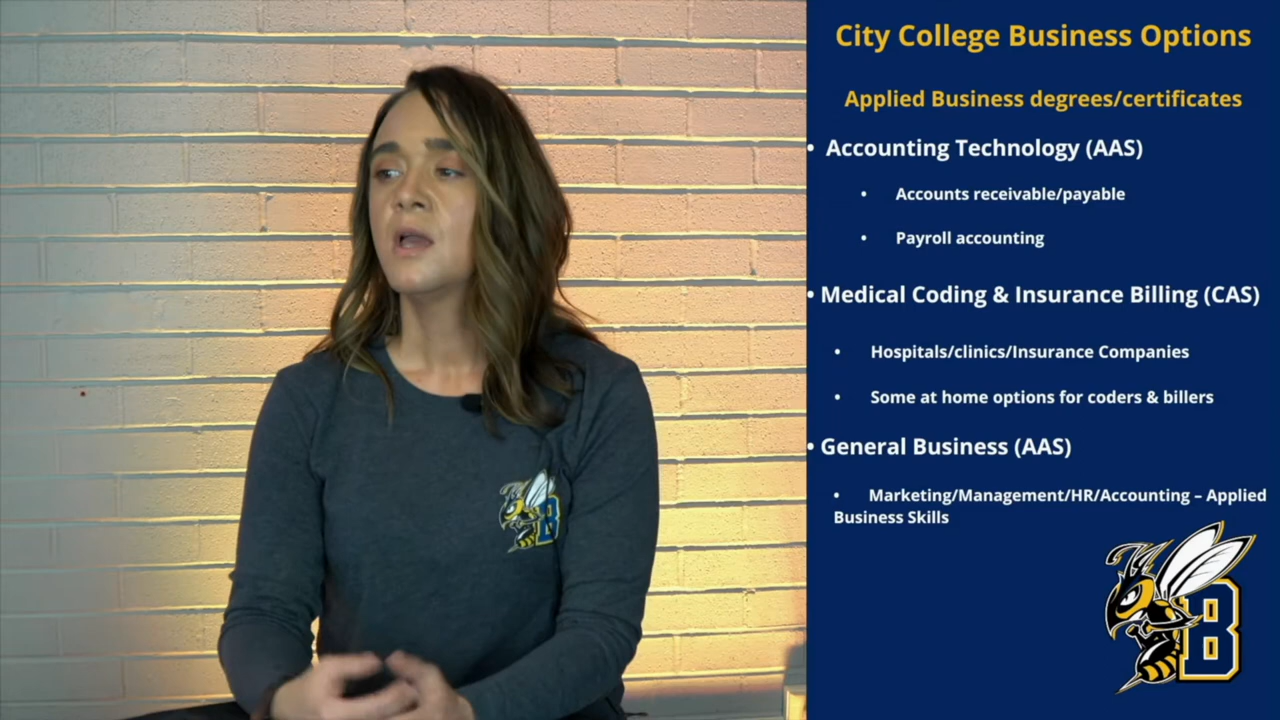 City College Business Options
Applied Business degrees/certificates
• Accounting Technology (AAS)
• Accounts receivable/payable
• Payroll accounting
• Medical Coding & Insurance Billing (CAS)
• Hospitals/clinics/Insurance Companies
• Some at home options for coders & billers
• General Business (AAS)
• Marketing/Management/HR/Accounting – Applied
Business Skills
B
B